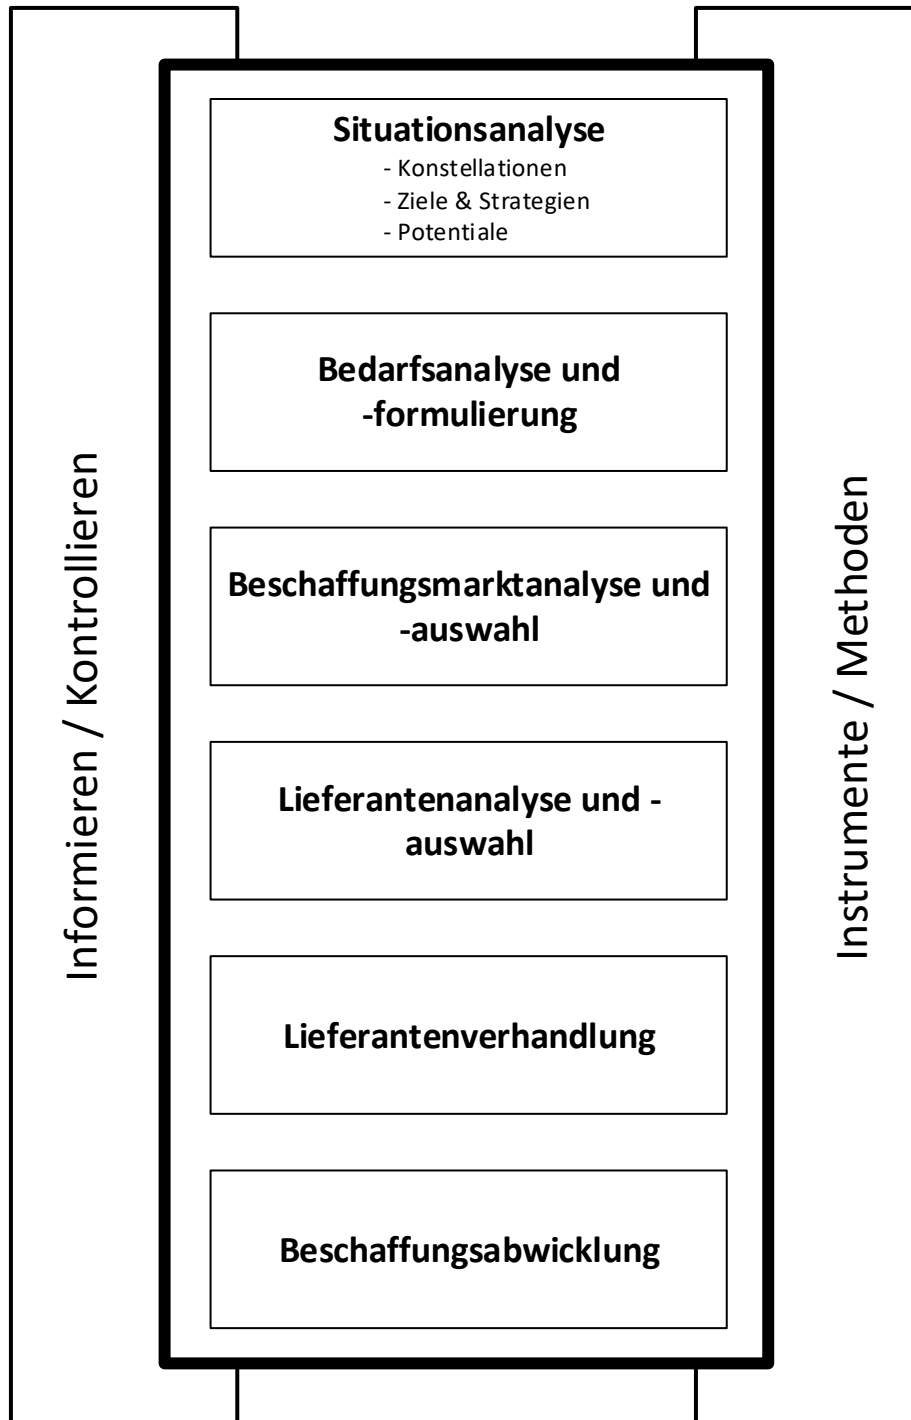 Situationsanalyse
- Konstellationen
- Ziele & Strategien
- Potentiale
Bedarfsanalyse und
-formulierung
Beschaffungsmarktanalyse und
-auswahl
Lieferantenanalyse und -
auswahl
Lieferantenverhandlung
Beschaffungsabwicklung
Informieren / Kontrollieren
Instrumente / Methoden